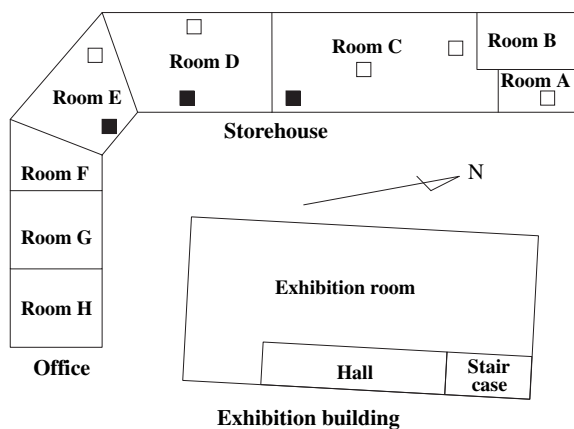 Room B
Room C
Room D
Room A
Room E
Storehouse
Room F
N
Room G
Exhibition room
Room H
Office
Hall
Stair
case
Exhibition building